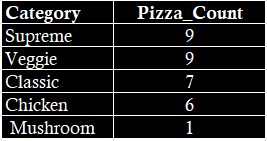 Category Pizza_Count
Supreme 9
Veggie 9
Classic 7
Chicken 6
Mushroom 1